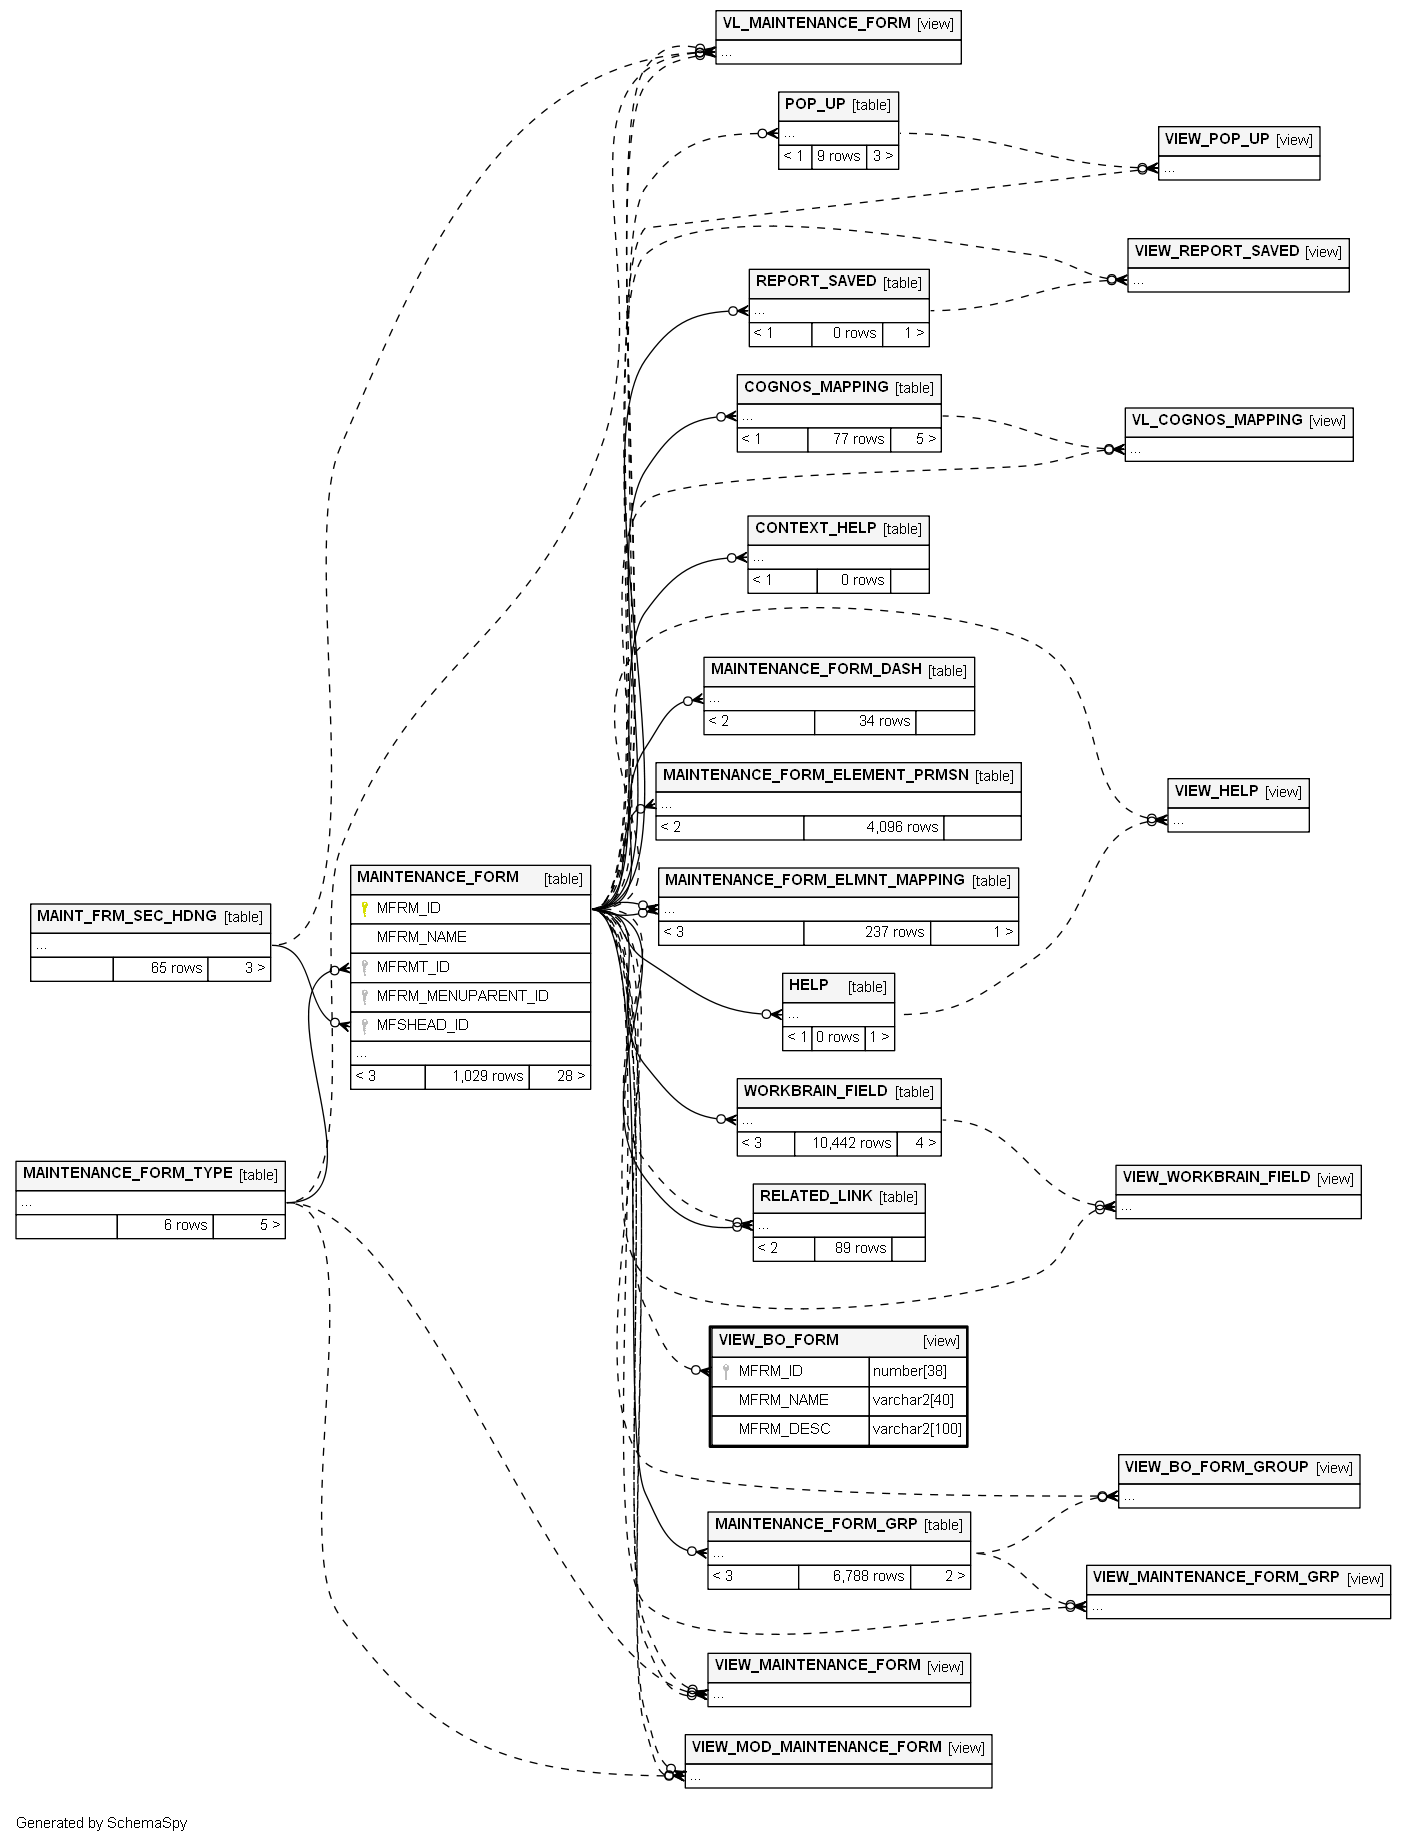 VL_MAINTENANCE_FORM [view]
...
POP_UP [table]
...
< 1 9 rows 3 >
VIEW_POP_UP [view]
...
VIEW_REPORT_SAVED [view]
...
REPORT_SAVED [table]
...
< 1 0 rows 1 >
COGNOS_MAPPING [table]
...
< 1 77 rows 5 >
VL_COGNOS_MAPPING [view]
...
CONTEXT_HELP [table]
...
< 1 0 rows
MAINTENANCE_FORM_DASH [table]
...
< 2 34 rows
MAINTENANCE_FORM_ELEMENT_PRMSN [table]
...
< 2 4,096 rows
VIEW_HELP [view]
...
MAINTENANCE_FORM [table]
MFRM_ID
MFRM_NAME
MFRMT_ID
MFRM_MENUPARENT_ID
MFSHEAD_ID
...
< 3 1,029 rows 28 >
MAINT_FRM_SEC_HDNG [table]
...
65 rows 3 >
MAINTENANCE_FORM_ELMNT_MAPPING [table]
...
< 3 237 rows 1 >
HELP [table]
...
< 1 0 rows 1 >
WORKBRAIN_FIELD [table]
...
< 3 10,442 rows 4 >
MAINTENANCE_FORM_TYPE [table]
...
6 rows 5 >
VIEW_WORKBRAIN_FIELD [view]
...
RELATED_LINK [table]
...
< 2 89 rows
VIEW_BO_FORM [view]
MFRM_ID number[38]
MFRM_NAME varchar2[40]
MFRM_DESC varchar2[100]
VIEW_BO_FORM_GROUP [view]
...
MAINTENANCE_FORM_GRP [table]
...
< 3 6,788 rows 2 >
VIEW_MAINTENANCE_FORM_GRP [view]
...
VIEW_MAINTENANCE_FORM [view]
...
VIEW_MOD_MAINTENANCE_FORM [view]
...
Generated by SchemaSpy